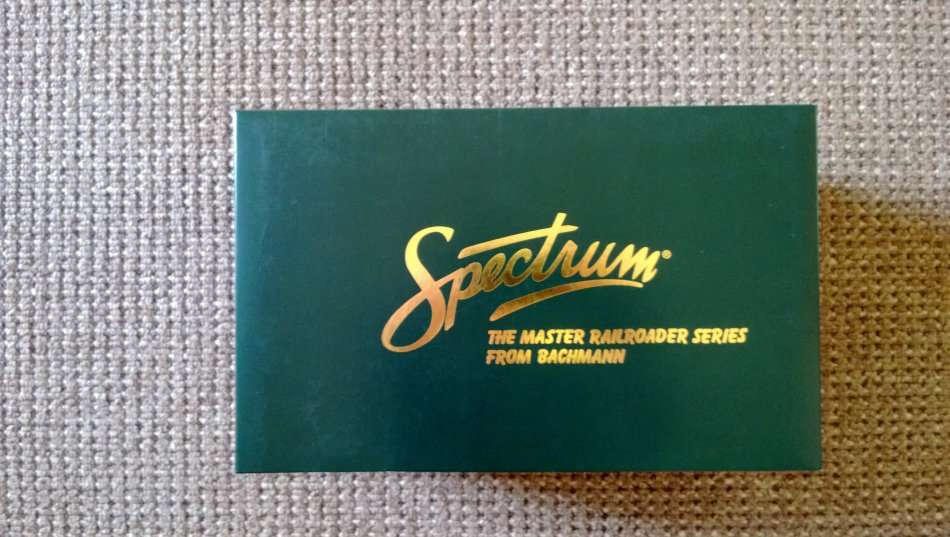 Spectrum®
THE MASTER RAILROADER SERIES
FROM BACHMANN